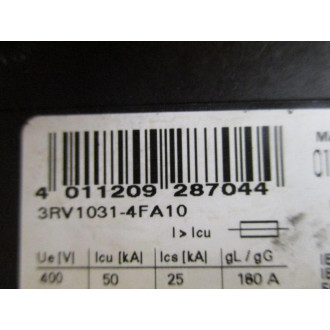 4 011209 287044
3RV1031-4FA10
I > Icu
Ue [V] Icu [kA] Ics [kA] gL / gG
400 50 25 160 A